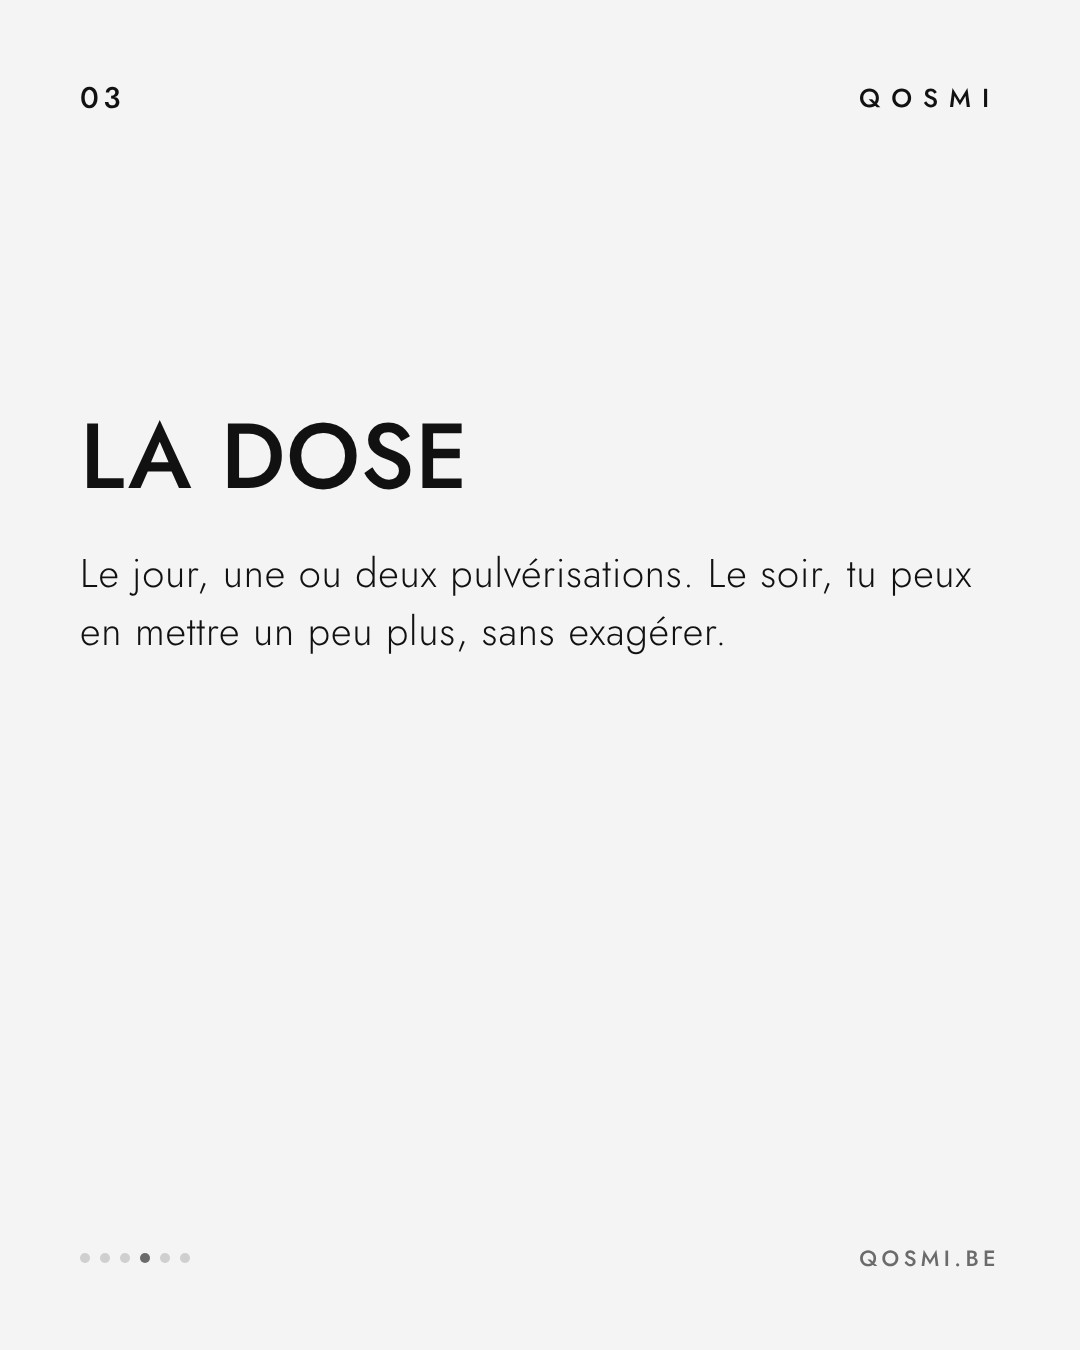 03
QOSMI
LA DOSE
Le jour, une ou deux pulvérisations. Le soir, tu peux
en mettre un peu plus, sans exagérer.
QOSMI.BE